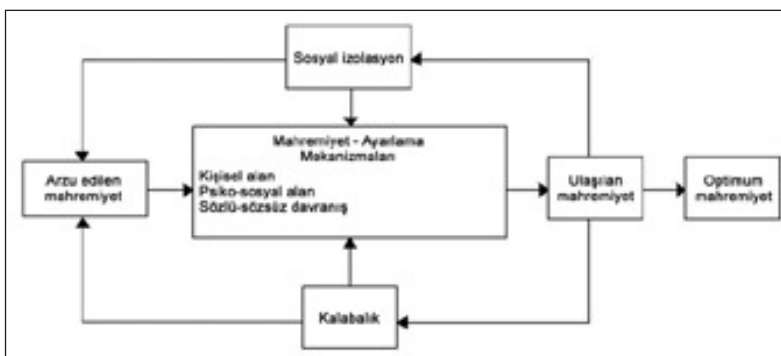 Sosyal izolasyon
Mahremiyet - Ayarlama
Mekanizmaları
Kişisel alan
Psiko-sosyal alan
Sözlü-sözsüz davranış
Arzu edilen
mahremiyet
Ulaşılan
mahremiyet
Optimum
mahremiyet
Kalabalık